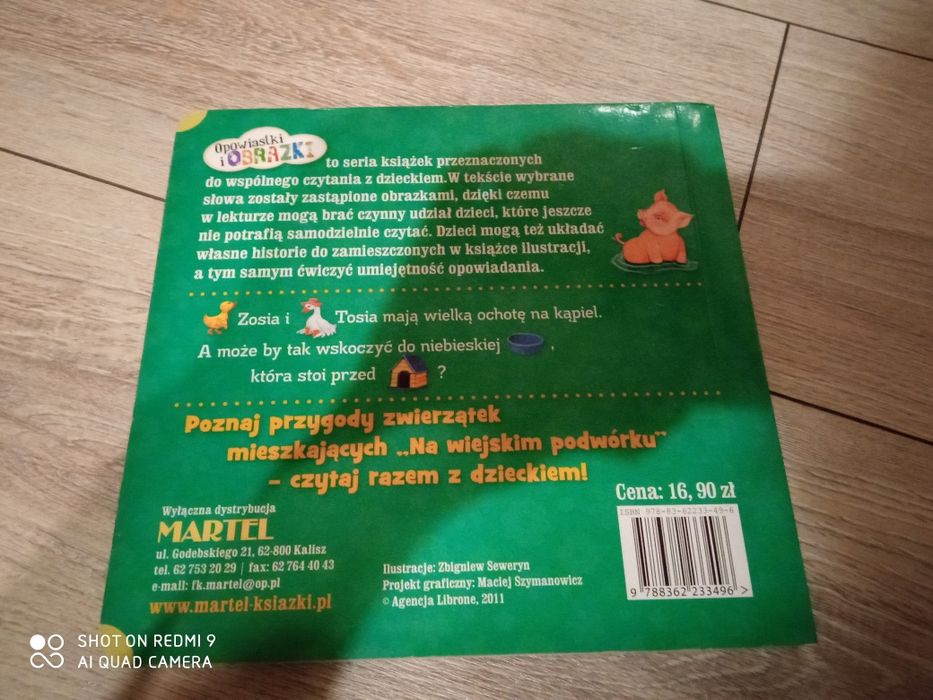 Opowiastki
i OBRAZKI
to seria książek przeznaczonych
do wspólnego czytania z dzieckiem.W tekście wybrane
słowa zostały zastąpione obrazkami, dzięki czemu
w lekturze mogą brać czynny udział dzieci, które jeszcze
nie potrafią samodzielnie czytać. Dzieci mogą też układać
własne historie do zamieszczonych w książce ilustracji,
a tym samym ćwiczyć umiejętność opowiadania.
Zosia i Tosia mają wielką ochotę na kąpiel.
A może by tak wskoczyć do niebieskiej ,
która stoi przed ?
Poznaj przygody zwierzątek
mieszkających „Na wiejskim podwórku”
– czytaj razem z dzieckiem!
Cena: 16, 90 zł
ISBN 978-83-62233-49-6
9 788362 233496 >
Wyłączna dystrybucja
MARTEL
ul. Godebskiego 21, 62-800 Kalisz
tel. 62 753 20 29 | fax: 62 764 40 43
e-mail: fk.martel@op.pl
www.martel-ksiazki.pl
Ilustracje: Zbigniew Seweryn
Projekt graficzny: Maciej Szymanowicz
© Agencja Librone, 2011
SHOT ON REDMI 9
AI QUAD CAMERA